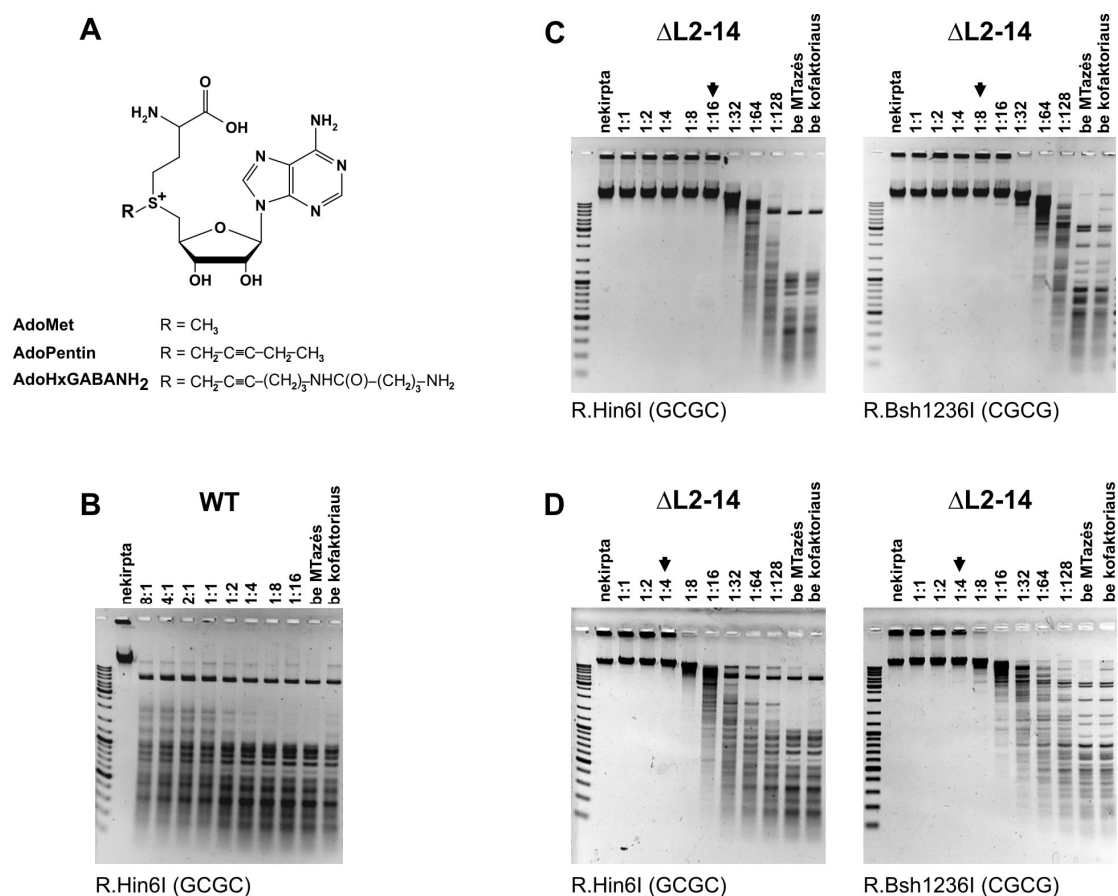 A
O
H₂N
OH
NH₂
N
N
S⁺
R
N
N
O
OH
OH
AdoMet R = CH₃
AdoPentin R = CH₂–C≡C–CH₂–CH₃
AdoHxGABANH₂ R = CH₂–C≡C–(CH₂)₃–NHC(O)–(CH₂)₃–NH₂
B
WT
nekirpta
8:1
4:1
2:1
1:1
1:2
1:4
1:8
1:16
be MTazės
be kofaktoriaus
R.Hin6I (GCGC)
C
ΔL2-14
nekirpta
1:1
1:2
1:4
1:8
1:16
1:32
1:64
1:128
be MTazės
be kofaktoriaus
R.Hin6I (GCGC)
ΔL2-14
nekirpta
1:1
1:2
1:4
1:8
1:16
1:32
1:64
1:128
be MTazės
be kofaktoriaus
R.Bsh1236I (CGCG)
D
ΔL2-14
nekirpta
1:1
1:2
1:4
1:8
1:16
1:32
1:64
1:128
be MTazės
be kofaktoriaus
R.Hin6I (GCGC)
ΔL2-14
nekirpta
1:1
1:2
1:4
1:8
1:16
1:32
1:64
1:128
be MTazės
be kofaktoriaus
R.Bsh1236I (CGCG)